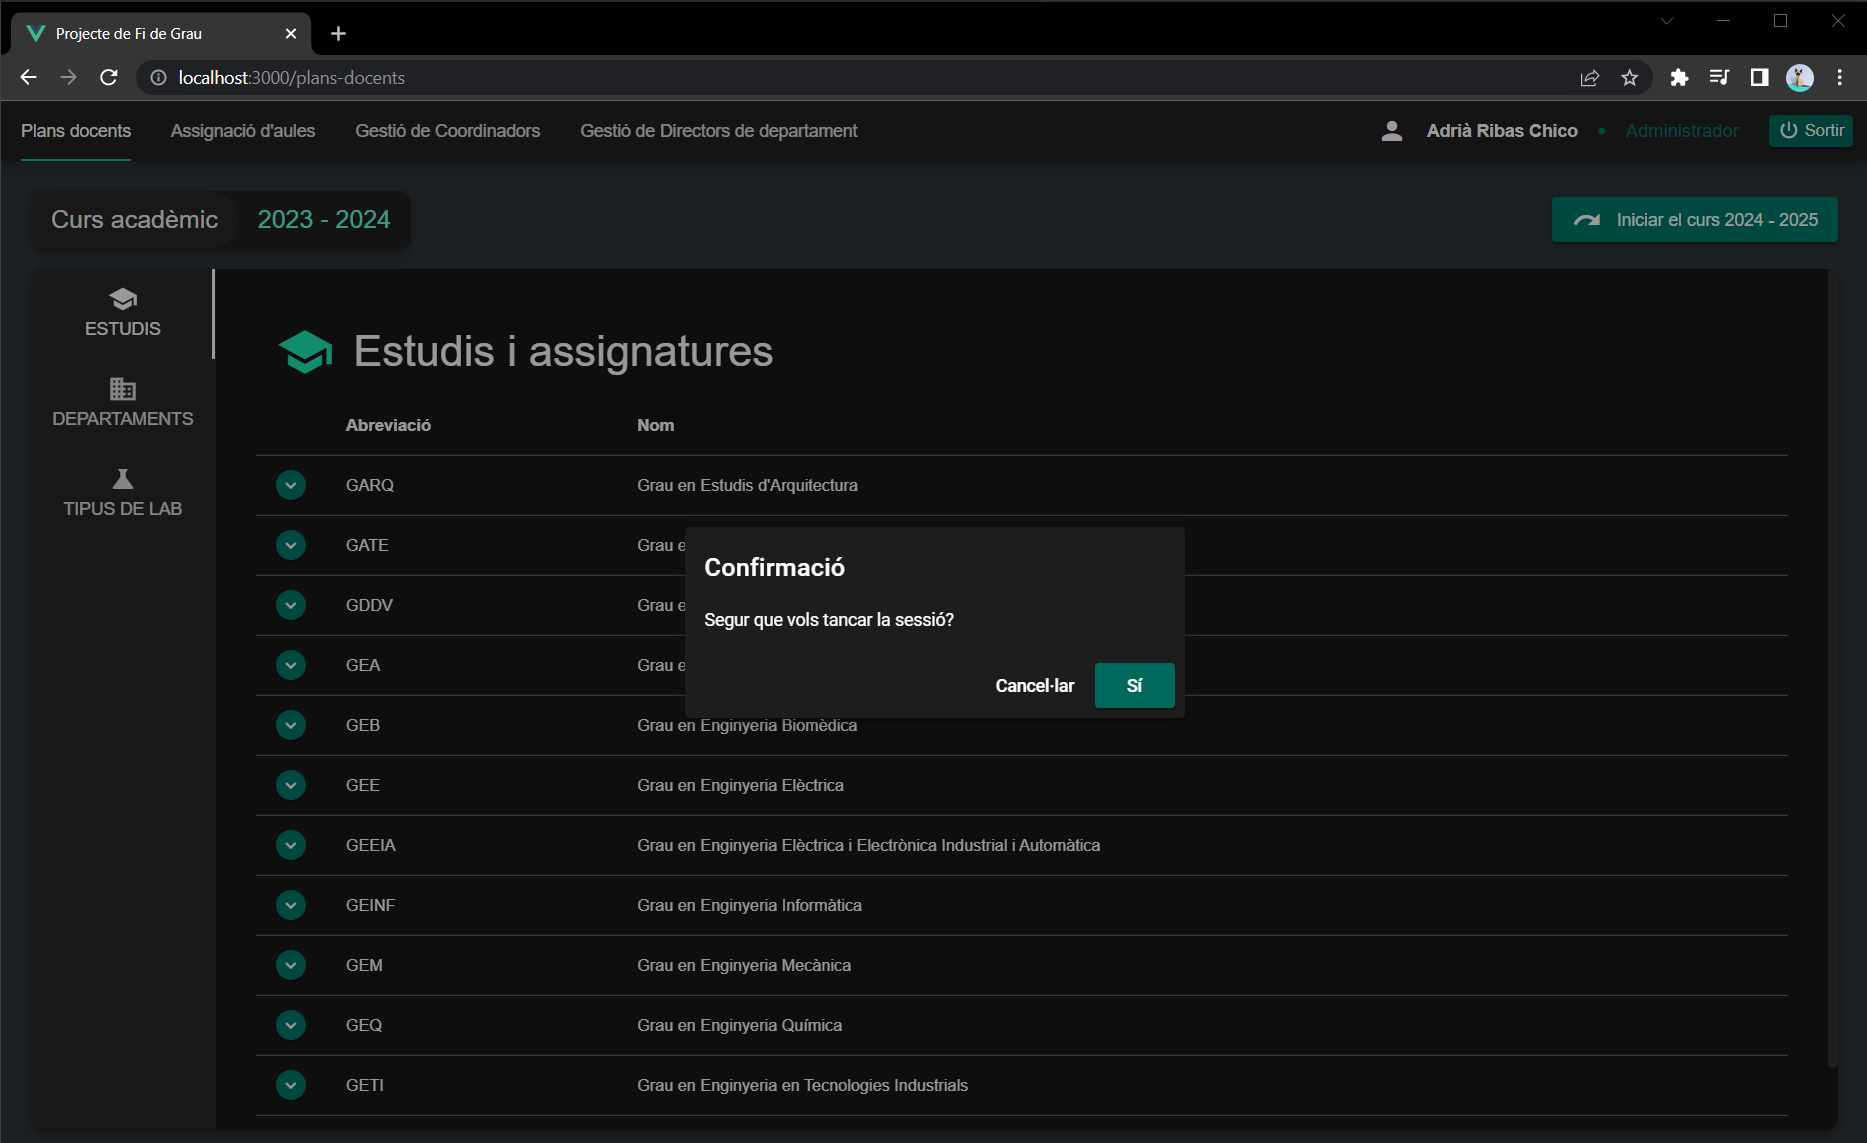 Projecte de Fi de Grau
localhost:3000/plans-docents
Plans docents Assignació d'aules Gestió de Coordinadors Gestió de Directors de departament Adrià Ribas Chico • Administrador Sortir
Curs acadèmic 2023 - 2024 Iniciar el curs 2024 - 2025
ESTUDIS
DEPARTAMENTS
TIPUS DE LAB
Estudis i assignatures
Abreviació Nom
GARQ Grau en Estudis d'Arquitectura
GATE Grau e
GDDV Grau e
GEA Grau e
GEB Grau en Enginyeria Biomèdica
GEE Grau en Enginyeria Elèctrica
GEEIA Grau en Enginyeria Elèctrica i Electrònica Industrial i Automàtica
GEINF Grau en Enginyeria Informàtica
GEM Grau en Enginyeria Mecànica
GEQ Grau en Enginyeria Química
GETI Grau en Enginyeria en Tecnologies Industrials
Confirmació
Segur que vols tancar la sessió?
Cancel·lar Sí